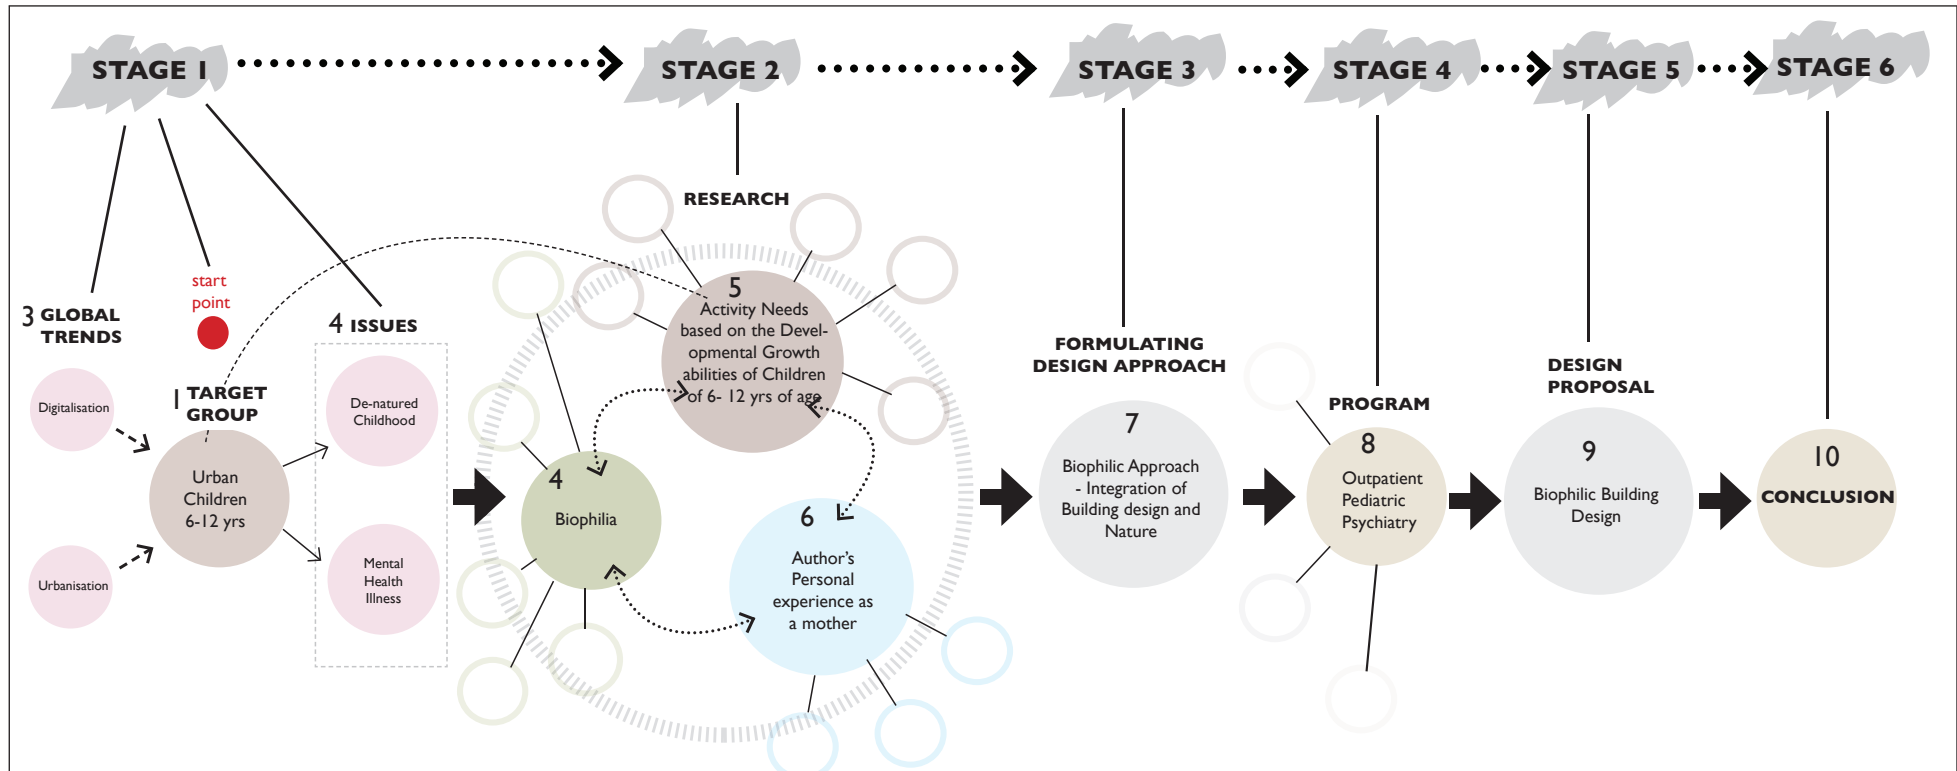 STAGE 1
STAGE 2
STAGE 3
STAGE 4
STAGE 5
STAGE 6
start
point
3 GLOBAL
TRENDS
1 TARGET
GROUP
4 ISSUES
Digitalisation
Urbanisation
Urban
Children
6-12 yrs
De-natured
Childhood
Mental
Health
Illness
RESEARCH
5
Activity Needs
based on the Devel-
opmental Growth
abilities of Children
of 6- 12 yrs of age
4
Biophilia
6
Author's
Personal
experience as
a mother
FORMULATING
DESIGN APPROACH
7
Biophilic Approach
- Integration of
Building design and
Nature
PROGRAM
8
Outpatient
Pediatric
Psychiatry
DESIGN
PROPOSAL
9
Biophilic Building
Design
10
CONCLUSION